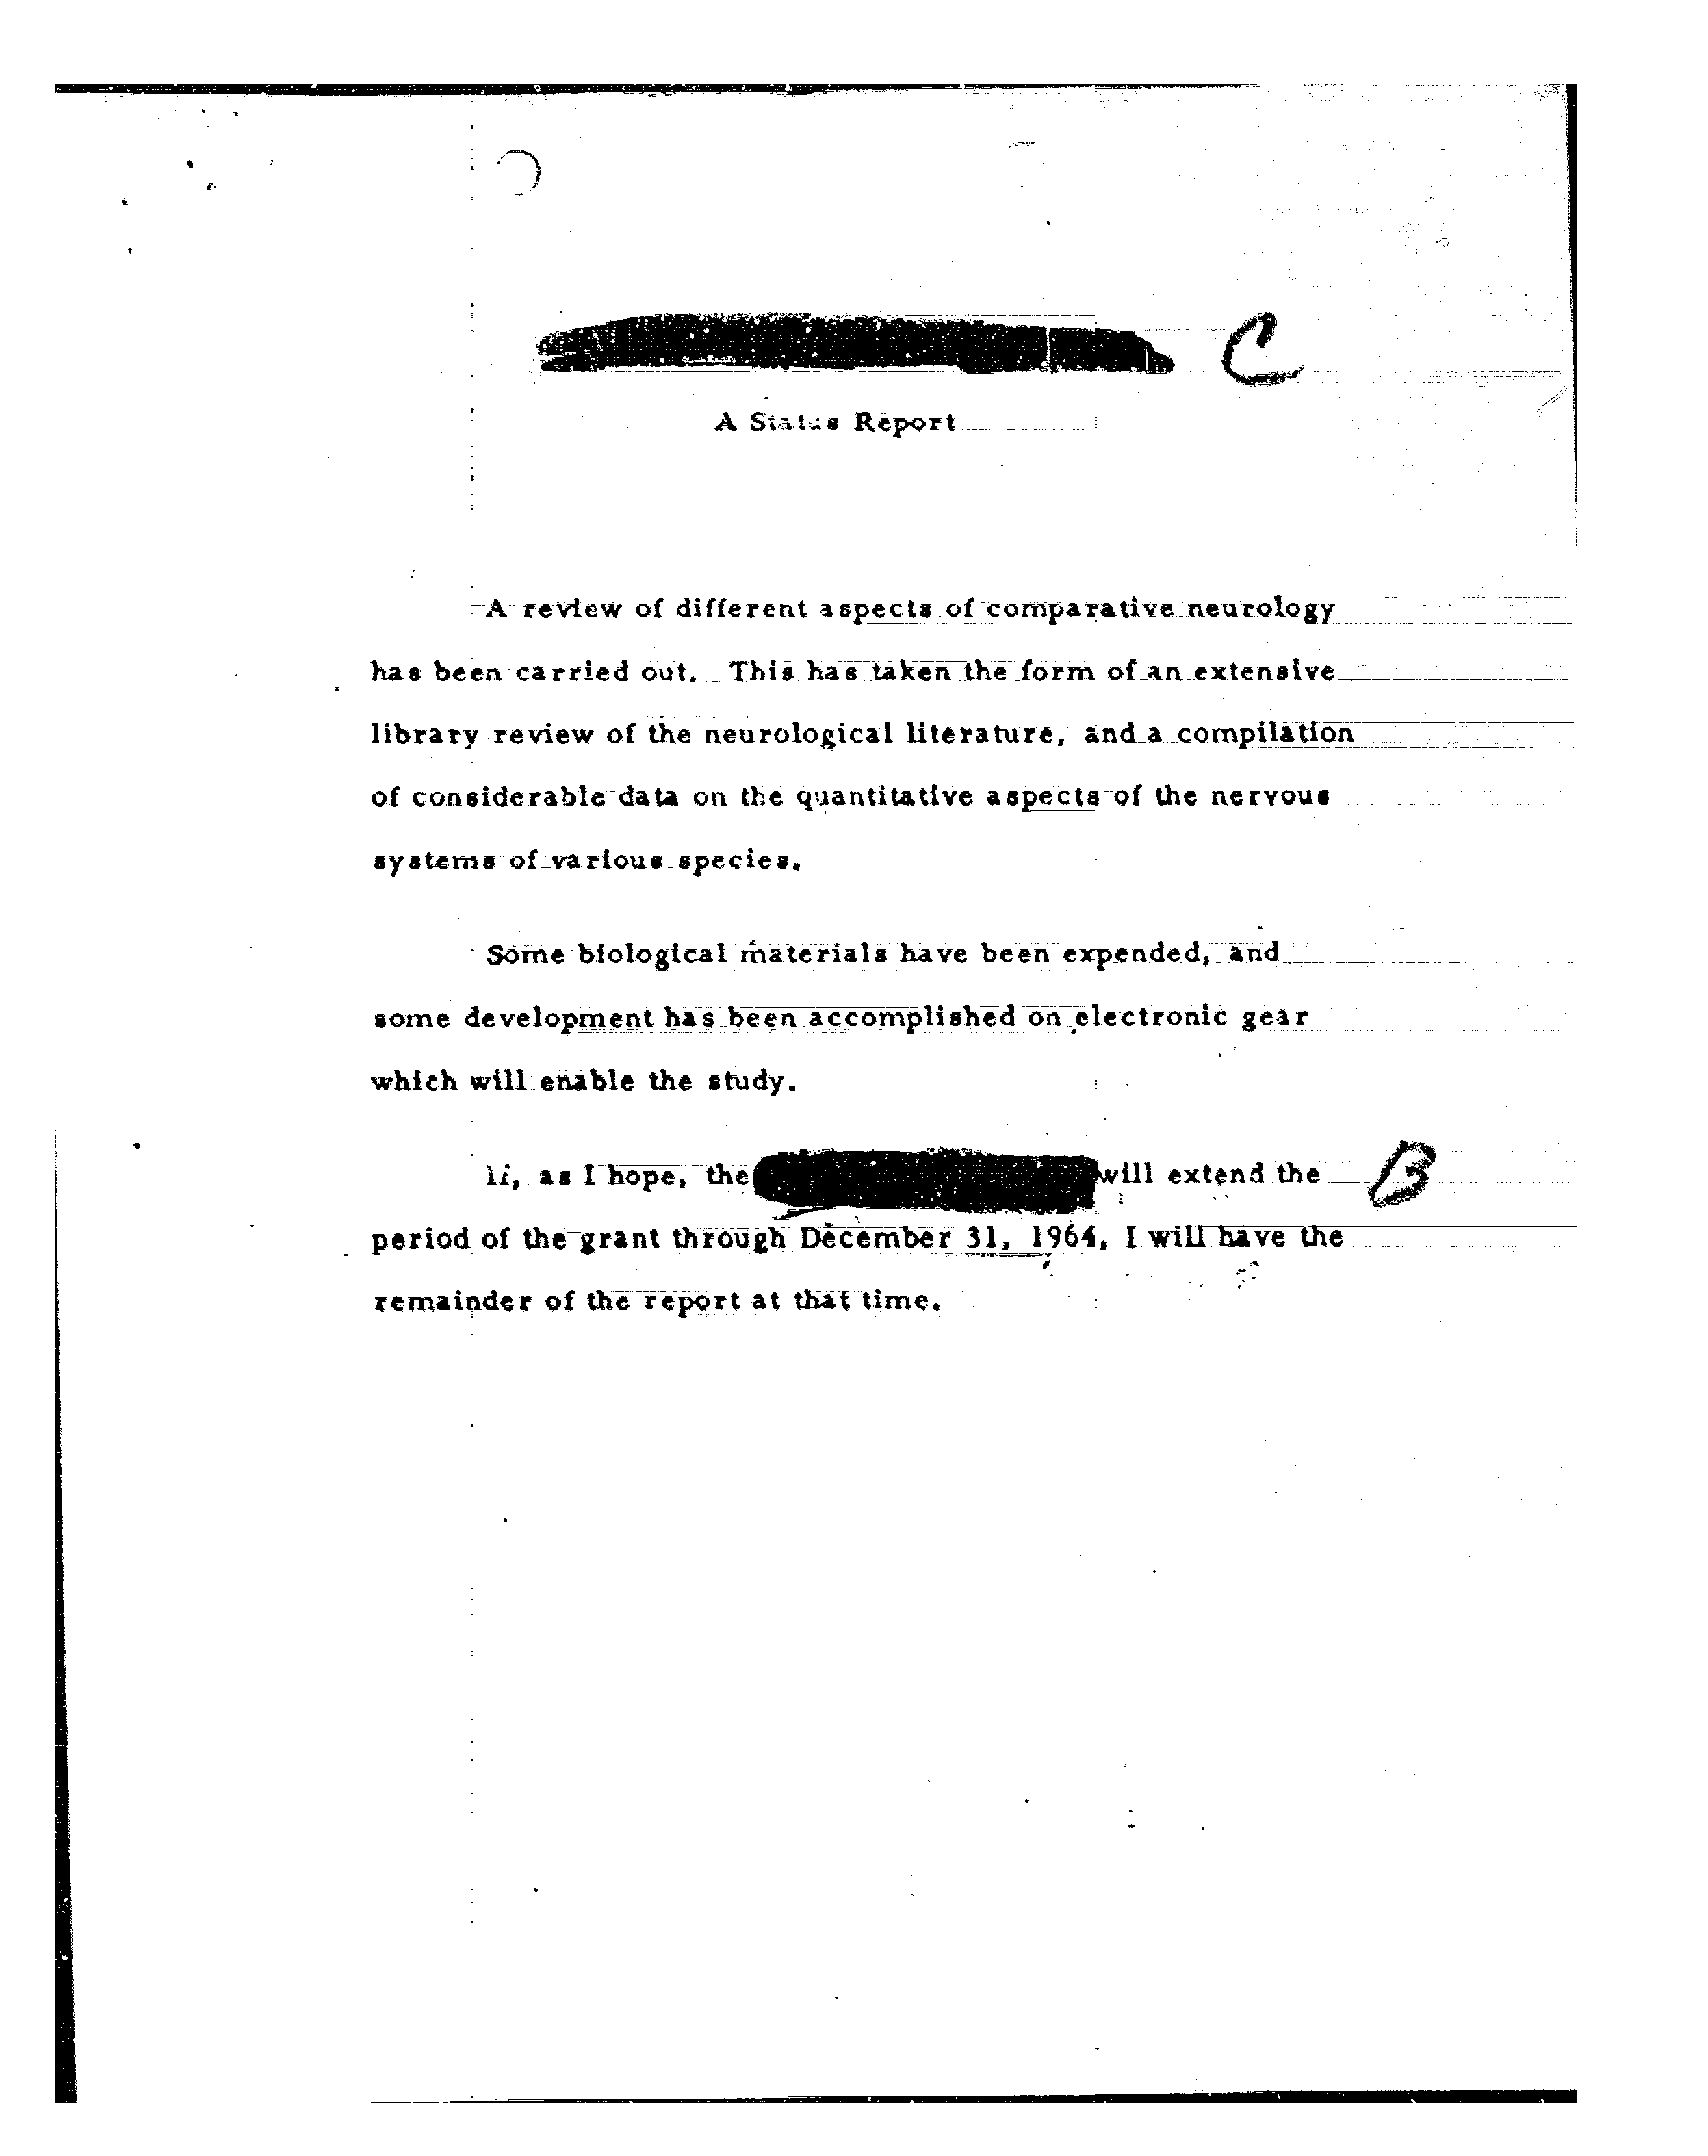 C
A Status Report
A review of different aspects of comparative neurology
has been carried out. This has taken the form of an extensive
library review of the neurological literature, and a compilation
of considerable data on the quantitative aspects of the nervous
systems of various species.
Some biological materials have been expended, and
some development has been accomplished on electronic gear
which will enable the study.
If, as I hope, the will extend the B
period of the grant through December 31, 1964, I will have the
remainder of the report at that time.